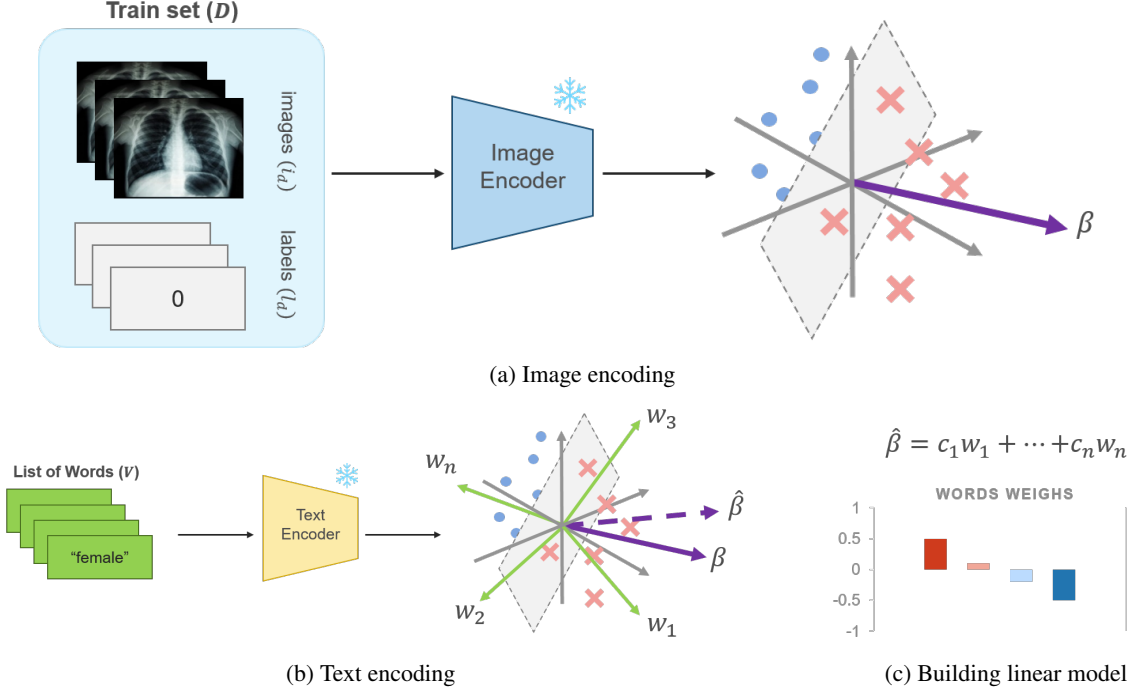 Train set (D)
images (i_d)
labels (l_d)
0
Image
Encoder
β
(a) Image encoding
List of Words (V)
“female”
Text
Encoder
w_n
w_3
β̂
β
w_2
w_1
(b) Text encoding
β̂ = c_1w_1 + ⋯ +c_nw_n
WORDS WEIGHS
1
0.5
0
-0.5
-1
(c) Building linear model